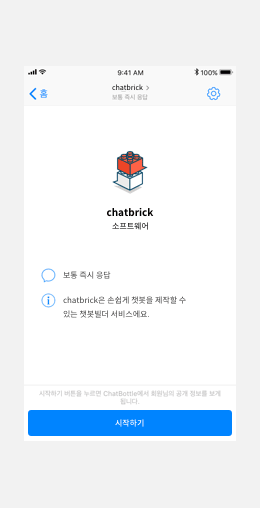 9:41 AM
100%
홈
chatbrick
보통 즉시 응답
chatbrick
소프트웨어
보통 즉시 응답
chatbrick은 손쉽게 챗봇을 제작할 수
있는 챗봇빌더 서비스에요.
시작하기 버튼을 누르면 ChatBottle에서 회원님의 공개 정보를 보게
됩니다.
시작하기